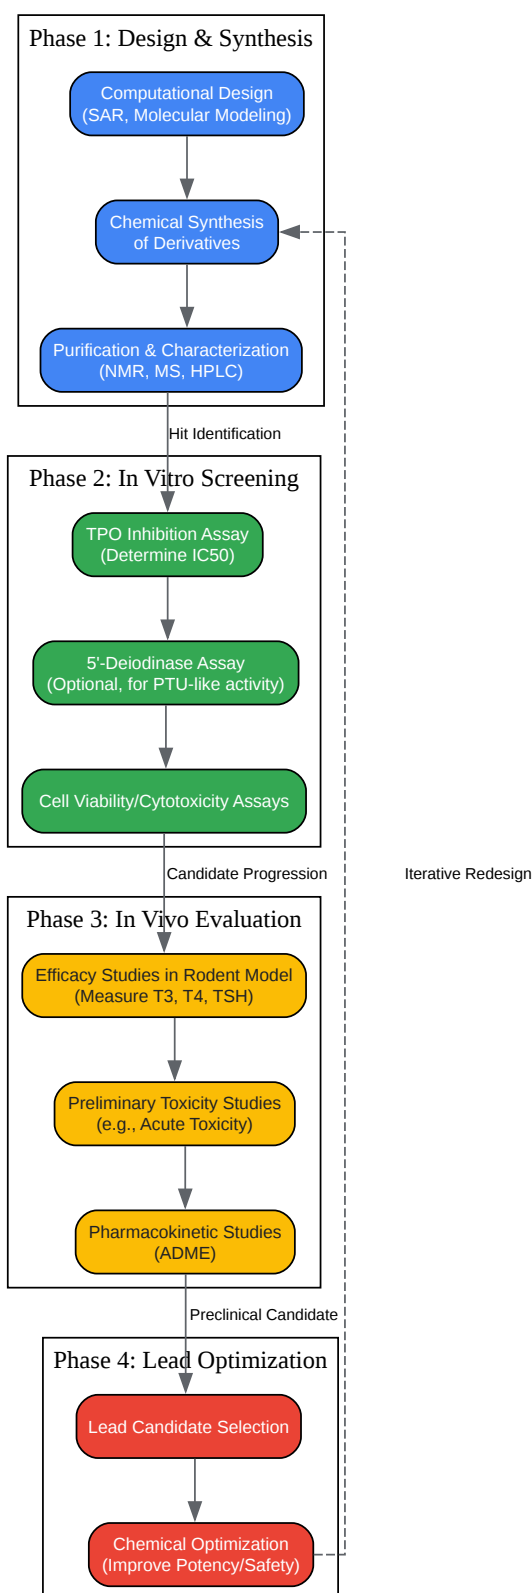 Phase 1: Design & Synthesis
Computational Design
(SAR, Molecular Modeling)
Chemical Synthesis
of Derivatives
Purification & Characterization
(NMR, MS, HPLC)
Hit Identification
Phase 2: In Vitro Screening
TPO Inhibition Assay
(Determine IC50)
5'-Deiodinase Assay
(Optional, for PTU-like activity)
Cell Viability/Cytotoxicity Assays
Candidate Progression
Iterative Redesign
Phase 3: In Vivo Evaluation
Efficacy Studies in Rodent Model
(Measure T3, T4, TSH)
Preliminary Toxicity Studies
(e.g., Acute Toxicity)
Pharmacokinetic Studies
(ADME)
Preclinical Candidate
Phase 4: Lead Optimization
Lead Candidate Selection
Chemical Optimization
(Improve Potency/Safety)